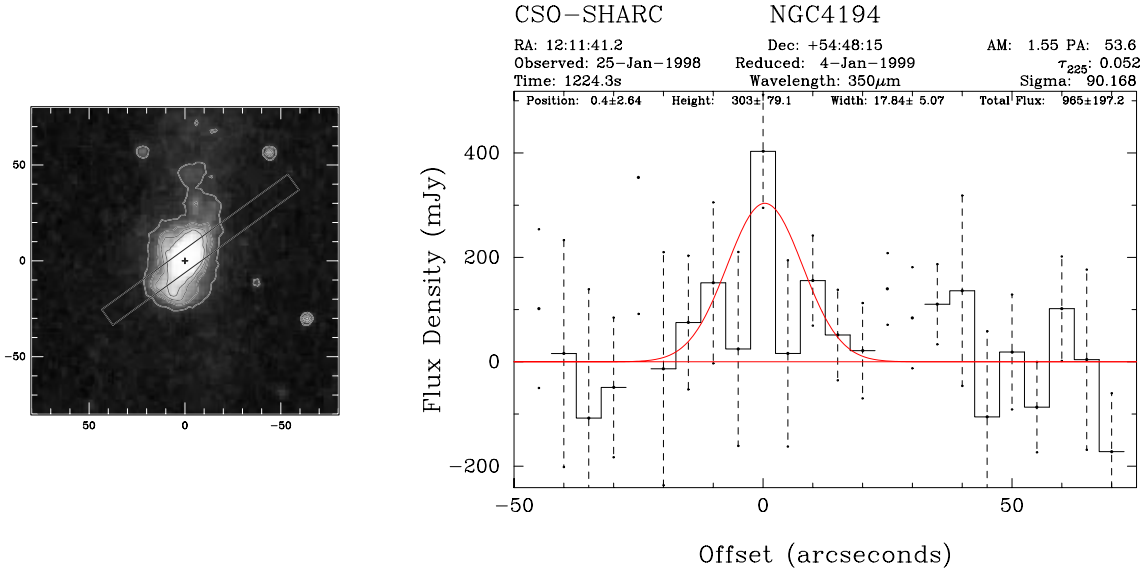 CSO-SHARC NGC4194
RA: 12:11:41.2 Dec: +54:48:15 AM: 1.55 PA: 53.6
Observed: 25-Jan-1998 Reduced: 4-Jan-1999 τ225: 0.052
Time: 1224.3s Wavelength: 350μm Sigma: 90.168
Position: 0.4±2.64 Height: 303± 79.1 Width: 17.84± 5.07 Total Flux: 965±197.2
50
0
−50
50 0 −50
Flux Density (mJy)
400
200
0
−200
−50 0 50
Offset (arcseconds)